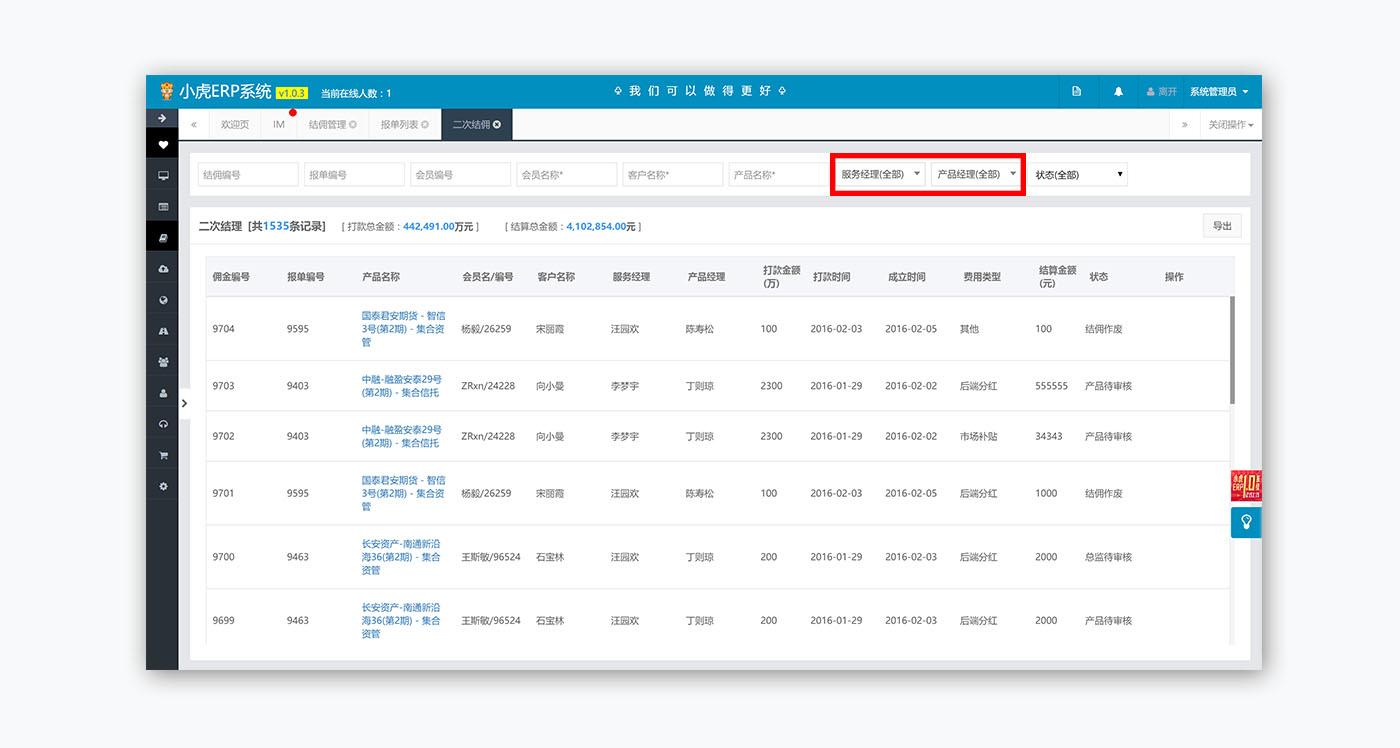 小虎ERP系统 v1.0.3 当前在线人数：1
我们可以做得更好
离开 系统管理员
« 欢迎页 IM 结佣管理 报单列表 二次结佣 » 关闭操作
结佣编号 报单编号 会员编号 会员名称* 客户名称* 产品名称* 服务经理(全部) 产品经理(全部) 状态(全部)
二次结理 [共1535条记录] [ 打款总金额：442,491.00万元 ] [ 结算总金额：4,102,854.00元 ] 导出
佣金编号 报单编号 产品名称 会员名/编号 客户名称 服务经理 产品经理 打款金额 打款时间 成立时间 费用类型 结算金额 状态 操作
(万) (元)
国泰君安期货 - 智信
9704 9595 3号(第2期) - 集合资 杨毅/26259 宋丽霞 汪园欢 陈寿松 100 2016-02-03 2016-02-05 其他 100 结佣作废
管
中融-融盈安泰29号
9703 9403 (第2期) - 集合信托 ZRxn/24228 向小曼 李梦宇 丁则琼 2300 2016-01-29 2016-02-02 后端分红 555555 产品待审核
中融-融盈安泰29号
9702 9403 (第2期) - 集合信托 ZRxn/24228 向小曼 李梦宇 丁则琼 2300 2016-01-29 2016-02-02 市场补贴 34343 产品待审核
国泰君安期货 - 智信
9701 9595 3号(第2期) - 集合资 杨毅/26259 宋丽霞 汪园欢 陈寿松 100 2016-02-03 2016-02-05 后端分红 1000 结佣作废
管
长安资产-南通新沿
9700 9463 海36(第2期) - 集合 王斯敏/96524 石宝林 汪园欢 丁则琼 200 2016-01-29 2016-02-03 后端分红 2000 总监待审核
资管
长安资产-南通新沿
9699 9463 海36(第2期) - 集合 王斯敏/96524 石宝林 汪园欢 丁则琼 200 2016-01-29 2016-02-03 后端分红 2000 产品待审核
资管
小虎
ERP 1.0